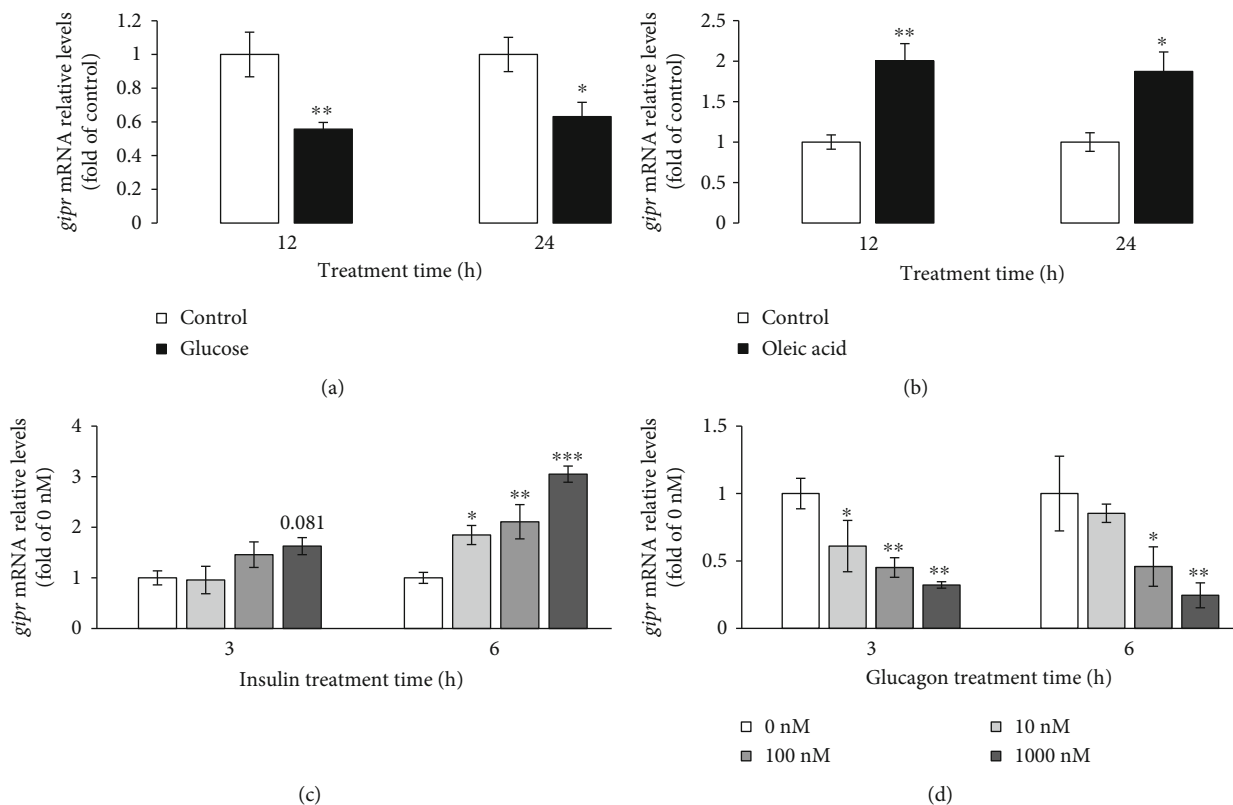 gipr mRNA relative levels
(fold of control)
1.2
1
0.8
0.6
0.4
0.2
0
**
*
12
24
Treatment time (h)
Control
Glucose
(a)
gipr mRNA relative levels
(fold of control)
2.5
2
1.5
1
0.5
0
**
*
12
24
Treatment time (h)
Control
Oleic acid
(b)
gipr mRNA relative levels
(fold of 0 nM)
4
3
2
1
0
0.081
*
**
***
3
6
Insulin treatment time (h)
(c)
gipr mRNA relative levels
(fold of 0 nM)
1.5
1
0.5
0
*
**
**
*
**
3
6
Glucagon treatment time (h)
0 nM
10 nM
100 nM
1000 nM
(d)